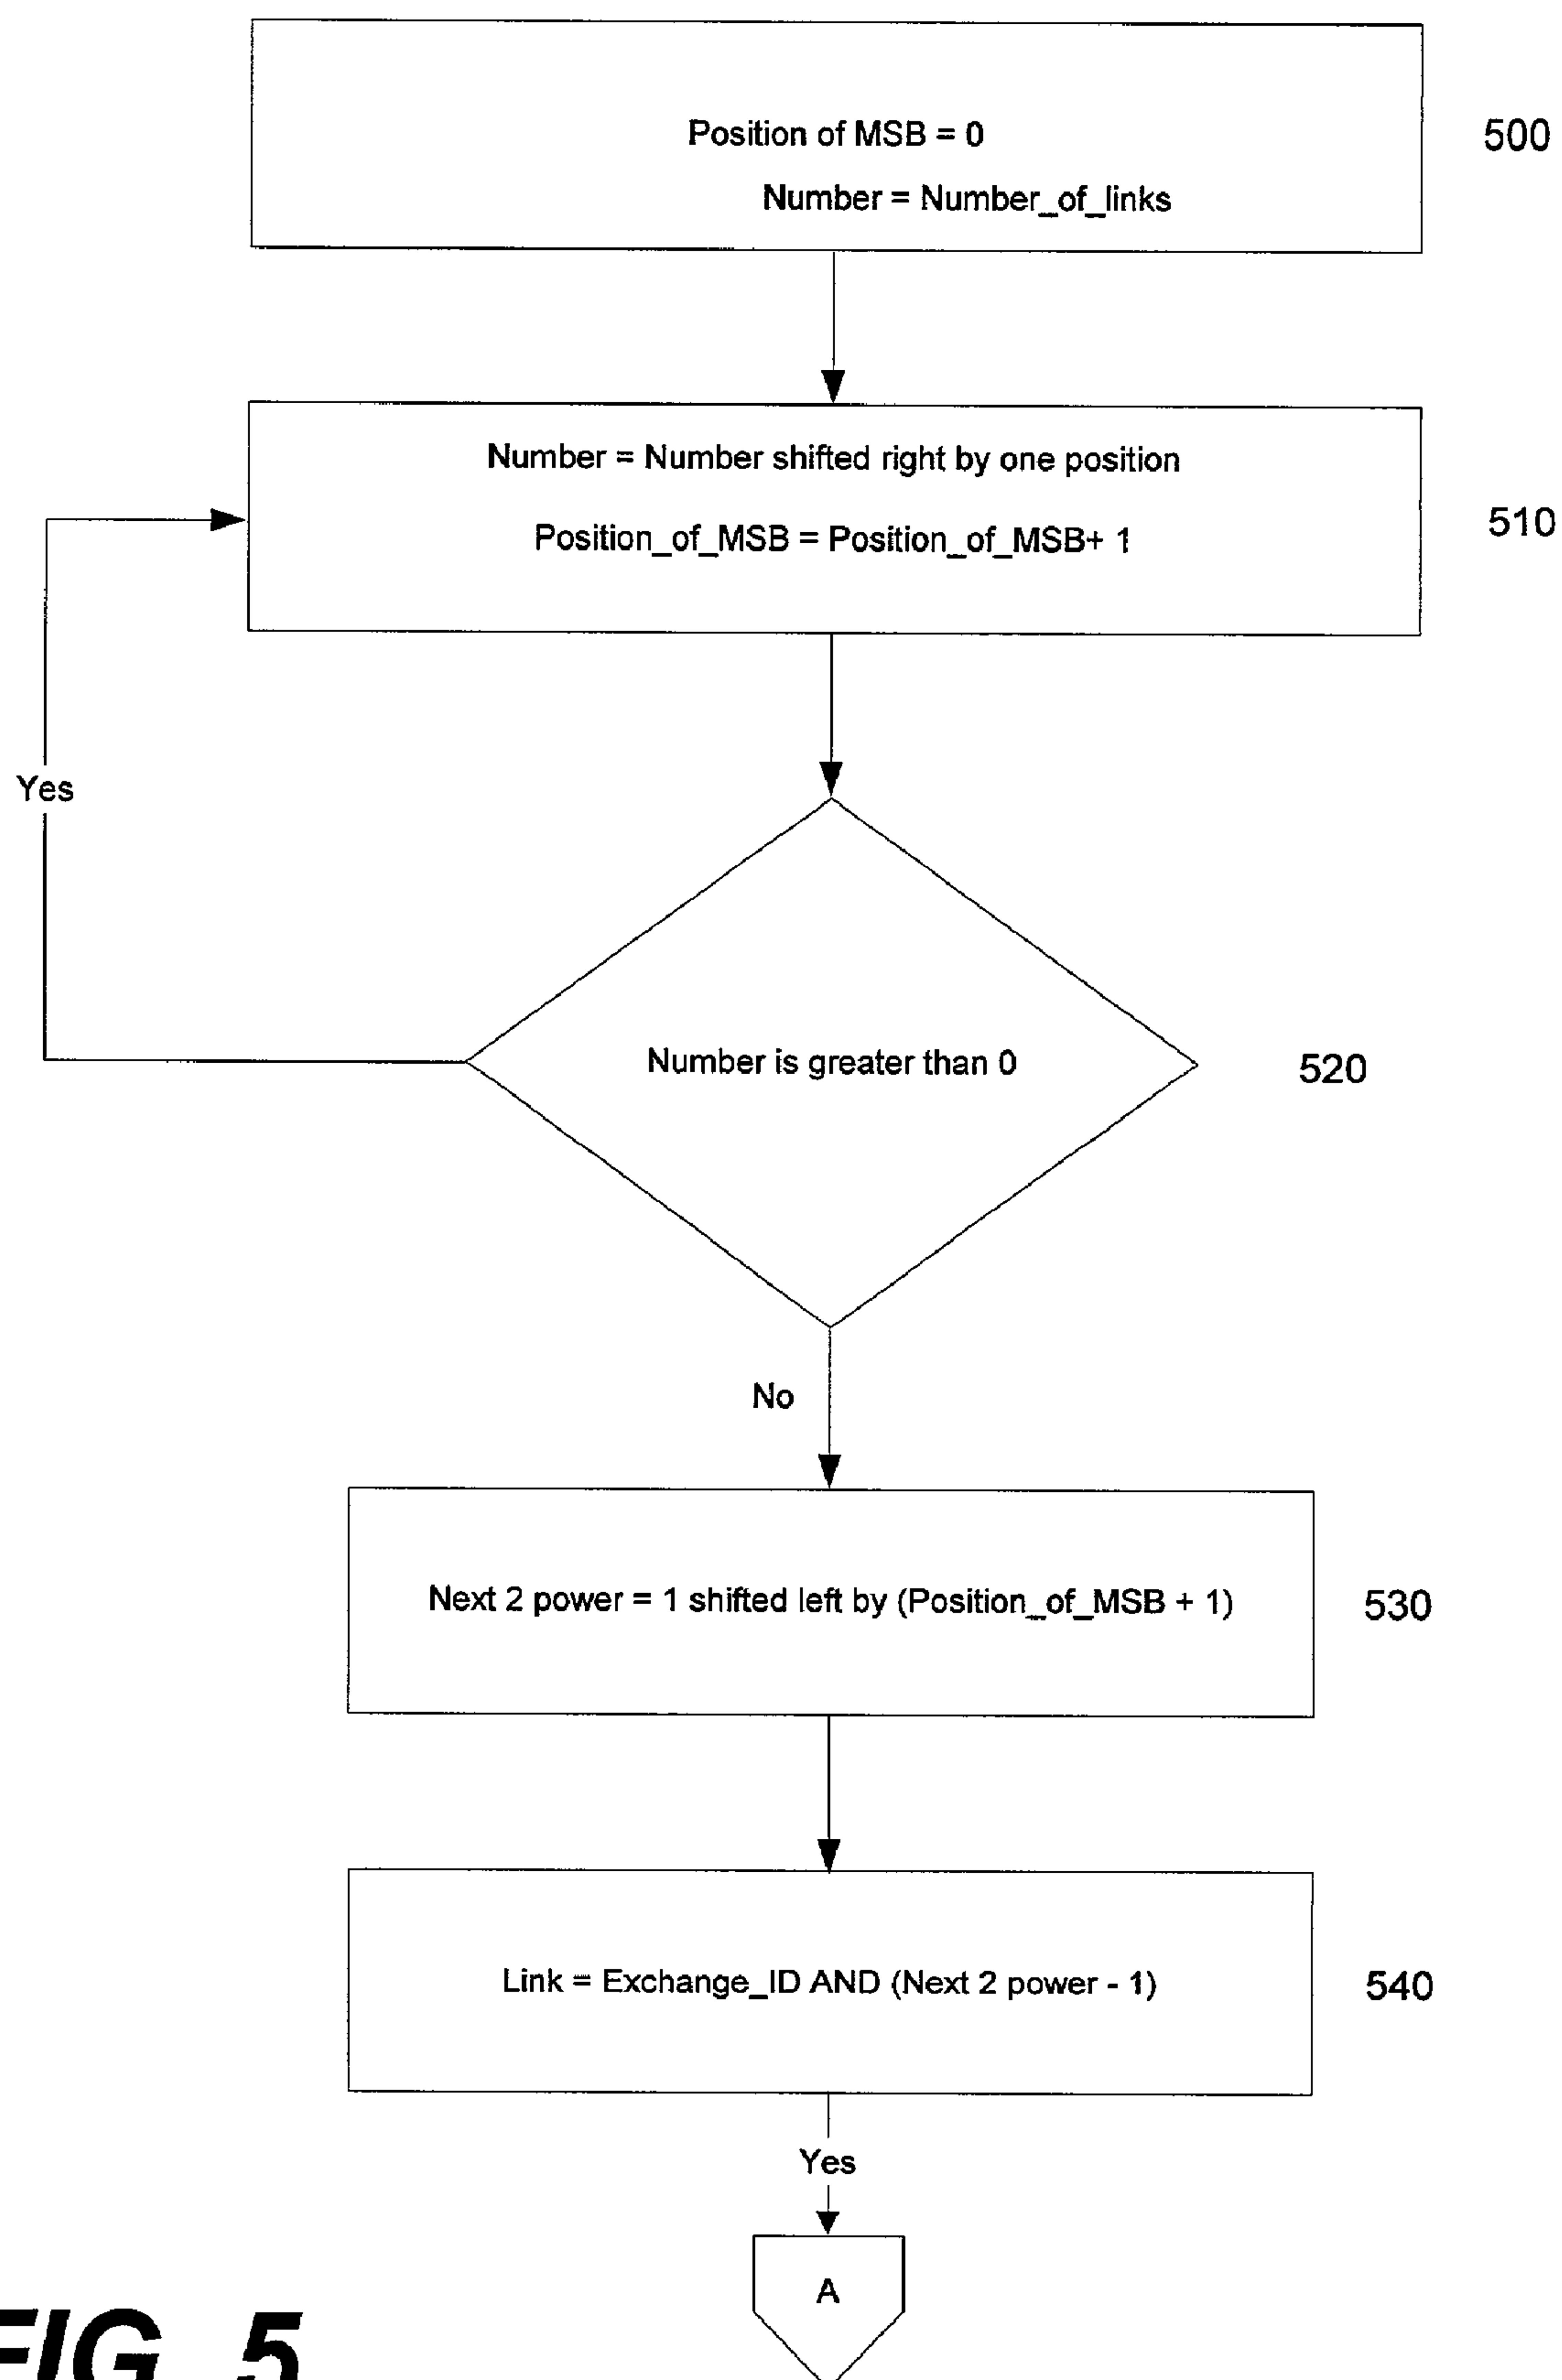 Position of MSB = 0
500
Number = Number_of_links
Number = Number shifted right by one position
Position_of_MSB = Position_of_MSB+ 1
510
Yes
Number is greater than 0
520
No
Next 2 power = 1 shifted left by (Position_of_MSB + 1)
530
Link = Exchange_ID AND (Next 2 power - 1)
540
Yes
A
FIG. 5